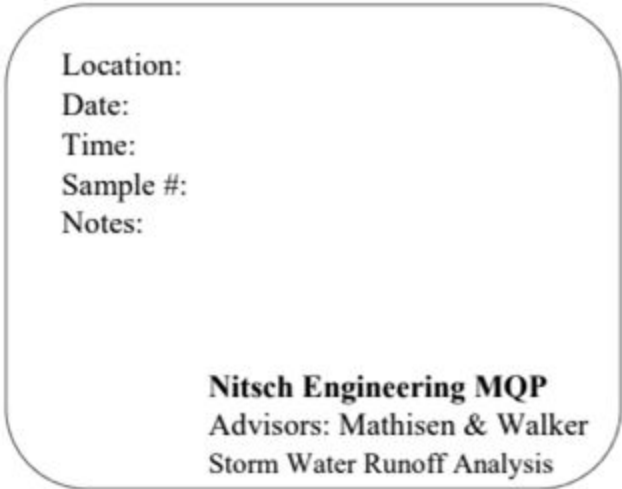 Location:
Date:
Time:
Sample #:
Notes:
Nitsch Engineering MQP
Advisors: Mathisen & Walker
Storm Water Runoff Analysis